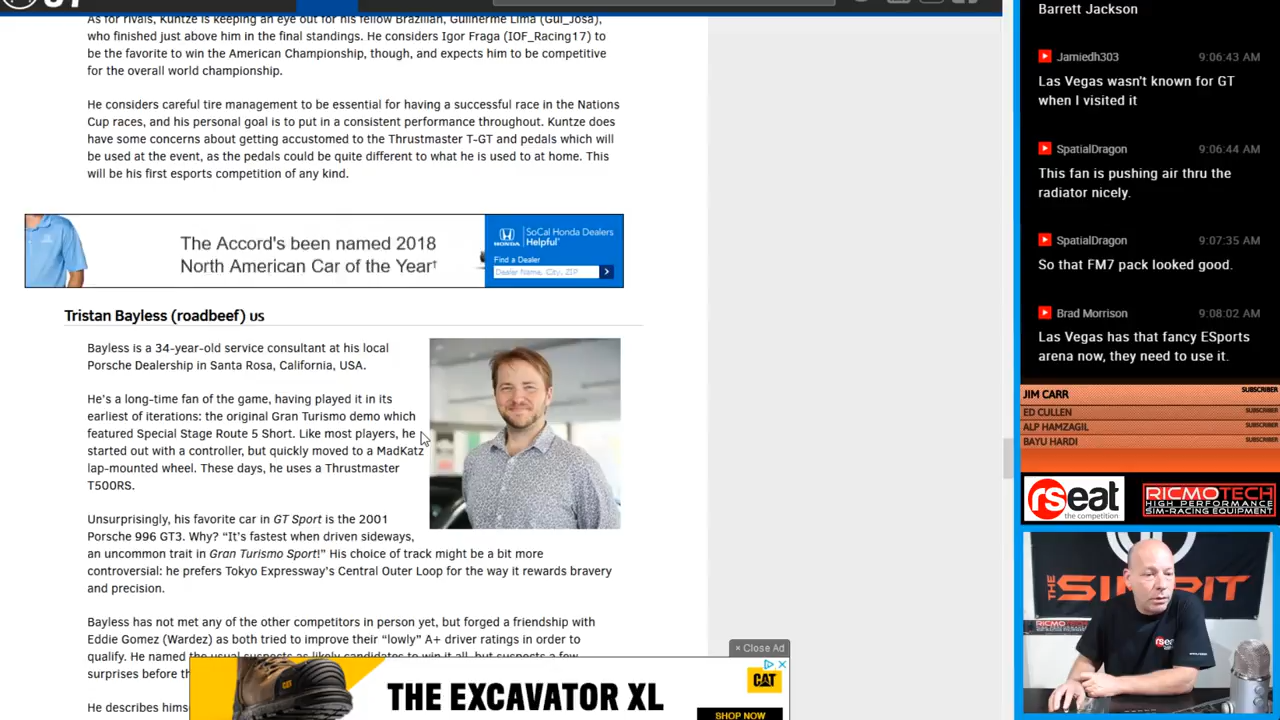 As for rivals, Kuntze is keeping an eye out for his fellow Brazilian, Guilherme Lima (Gui_Josa),
who finished just above him in the final standings. He considers Igor Fraga (IOF_Racing17) to
be the favorite to win the American Championship, though, and expects him to be competitive
for the overall world championship.
He considers careful tire management to be essential for having a successful race in the Nations
Cup races, and his personal goal is to put in a consistent performance throughout. Kuntze does
have some concerns about getting accustomed to the Thrustmaster T-GT and pedals which will
be used at the event, as the pedals could be quite different to what he is used to at home. This
will be his first esports competition of any kind.
The Accord's been named 2018
North American Car of the Year†
HONDA
SoCal Honda Dealers
Helpful
Find a Dealer
Dealer Name, City, ZIP
Tristan Bayless (roadbeef) US
Bayless is a 34-year-old service consultant at his local
Porsche Dealership in Santa Rosa, California, USA.
He's a long-time fan of the game, having played it in its
earliest of iterations: the original Gran Turismo demo which
featured Special Stage Route 5 Short. Like most players, he
started out with a controller, but quickly moved to a MadKatz
lap-mounted wheel. These days, he uses a Thrustmaster
T500RS.
Unsurprisingly, his favorite car in GT Sport is the 2001
Porsche 996 GT3. Why? “It's fastest when driven sideways,
an uncommon trait in Gran Turismo Sport!” His choice of track might be a bit more
controversial: he prefers Tokyo Expressway's Central Outer Loop for the way it rewards bravery
and precision.
Bayless has not met any of the other competitors in person yet, but forged a friendship with
Eddie Gomez (Wardez) as both tried to improve their “lowly” A+ driver ratings in order to
qualify. He named the usual suspects as likely candidates to win it all, but suspects a few
surprises before th
He describes hims
× Close Ad
CAT
THE EXCAVATOR XL
CAT
SHOP NOW
Barrett Jackson
Jamiedh303 9:06:43 AM
Las Vegas wasn't known for GT
when I visited it
SpatialDragon 9:06:44 AM
This fan is pushing air thru the
radiator nicely.
SpatialDragon 9:07:35 AM
So that FM7 pack looked good.
Brad Morrison 9:08:02 AM
Las Vegas has that fancy ESports
arena now, they need to use it.
JIM CARR SUBSCRIBER
ED CULLEN SUBSCRIBER
ALP HAMZAGIL SUBSCRIBER
BAYU HARDI SUBSCRIBER
rseat
the competition
RICMOTECH
HIGH PERFORMANCE
SIM-RACING EQUIPMENT
THE
rseat